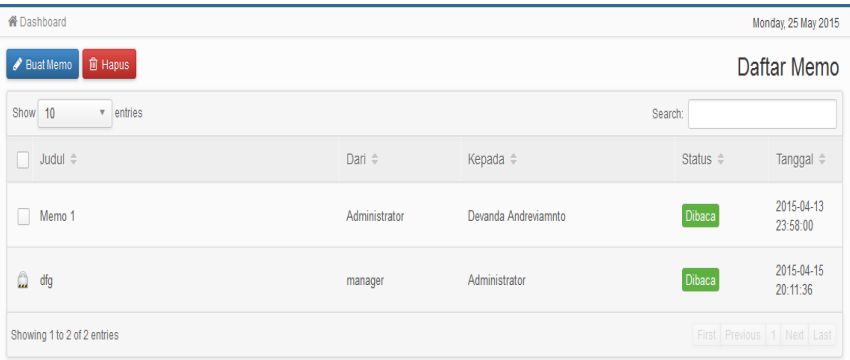 Dashboard Monday, 25 May 2015
Buat Memo Hapus Daftar Memo
Show 10 entries Search:
Judul Dari Kepada Status Tanggal
Memo 1 Administrator Devanda Andreviamnto Dibaca 2015-04-13
23:58:00
dfg manager Administrator Dibaca 2015-04-15
20:11:36
Showing 1 to 2 of 2 entries First Previous 1 Next Last